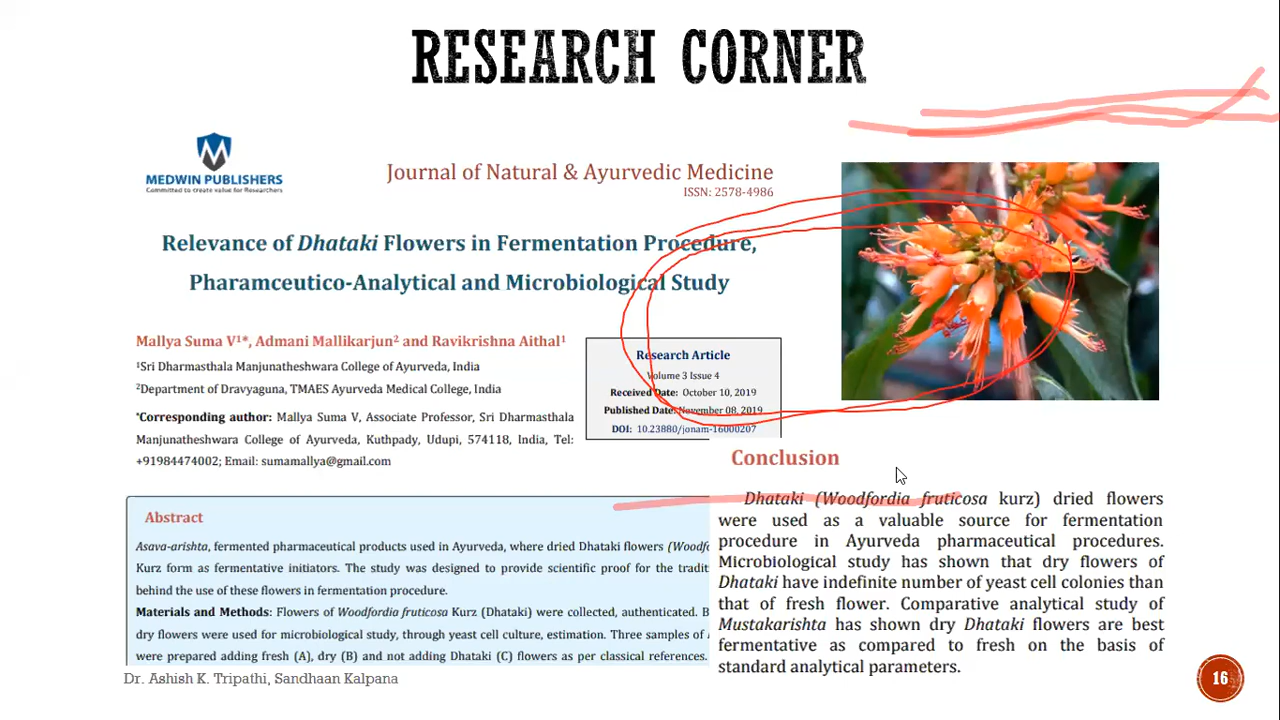 RESEARCH CORNER
MEDWIN PUBLISHERS
Committed to create value for Researchers
Journal of Natural & Ayurvedic Medicine
ISSN: 2578-4986
Relevance of Dhataki Flowers in Fermentation Procedure,
Pharamceutico-Analytical and Microbiological Study
Mallya Suma V¹*, Admani Mallikarjun² and Ravikrishna Aithal¹
¹Sri Dharmasthala Manjunatheshwara College of Ayurveda, India
²Department of Dravyaguna, TMAES Ayurveda Medical College, India
*Corresponding author: Mallya Suma V, Associate Professor, Sri Dharmasthala
Manjunatheshwara College of Ayurveda, Kuthpady, Udupi, 574118, India, Tel:
+91984474002; Email: sumamallya@gmail.com
Research Article
Volume 3 Issue 4
Received Date: October 10, 2019
Published Date: November 08, 2019
DOI: 10.23880/jonam-16000207
Abstract
Asava-arishta, fermented pharmaceutical products used in Ayurveda, where dried Dhataki flowers (Woodfo
Kurz form as fermentative initiators. The study was designed to provide scientific proof for the tradit
behind the use of these flowers in fermentation procedure.
Materials and Methods: Flowers of Woodfordia fruticosa Kurz (Dhataki) were collected, authenticated. B
dry flowers were used for microbiological study, through yeast cell culture, estimation. Three samples of
were prepared adding fresh (A), dry (B) and not adding Dhataki (C) flowers as per classical references.
Conclusion
Dhataki (Woodfordia fruticosa kurz) dried flowers
were used as a valuable source for fermentation
procedure in Ayurveda pharmaceutical procedures.
Microbiological study has shown that dry flowers of
Dhataki have indefinite number of yeast cell colonies than
that of fresh flower. Comparative analytical study of
Mustakarishta has shown dry Dhataki flowers are best
fermentative as compared to fresh on the basis of
standard analytical parameters.
Dr. Ashish K. Tripathi, Sandhaan Kalpana
16